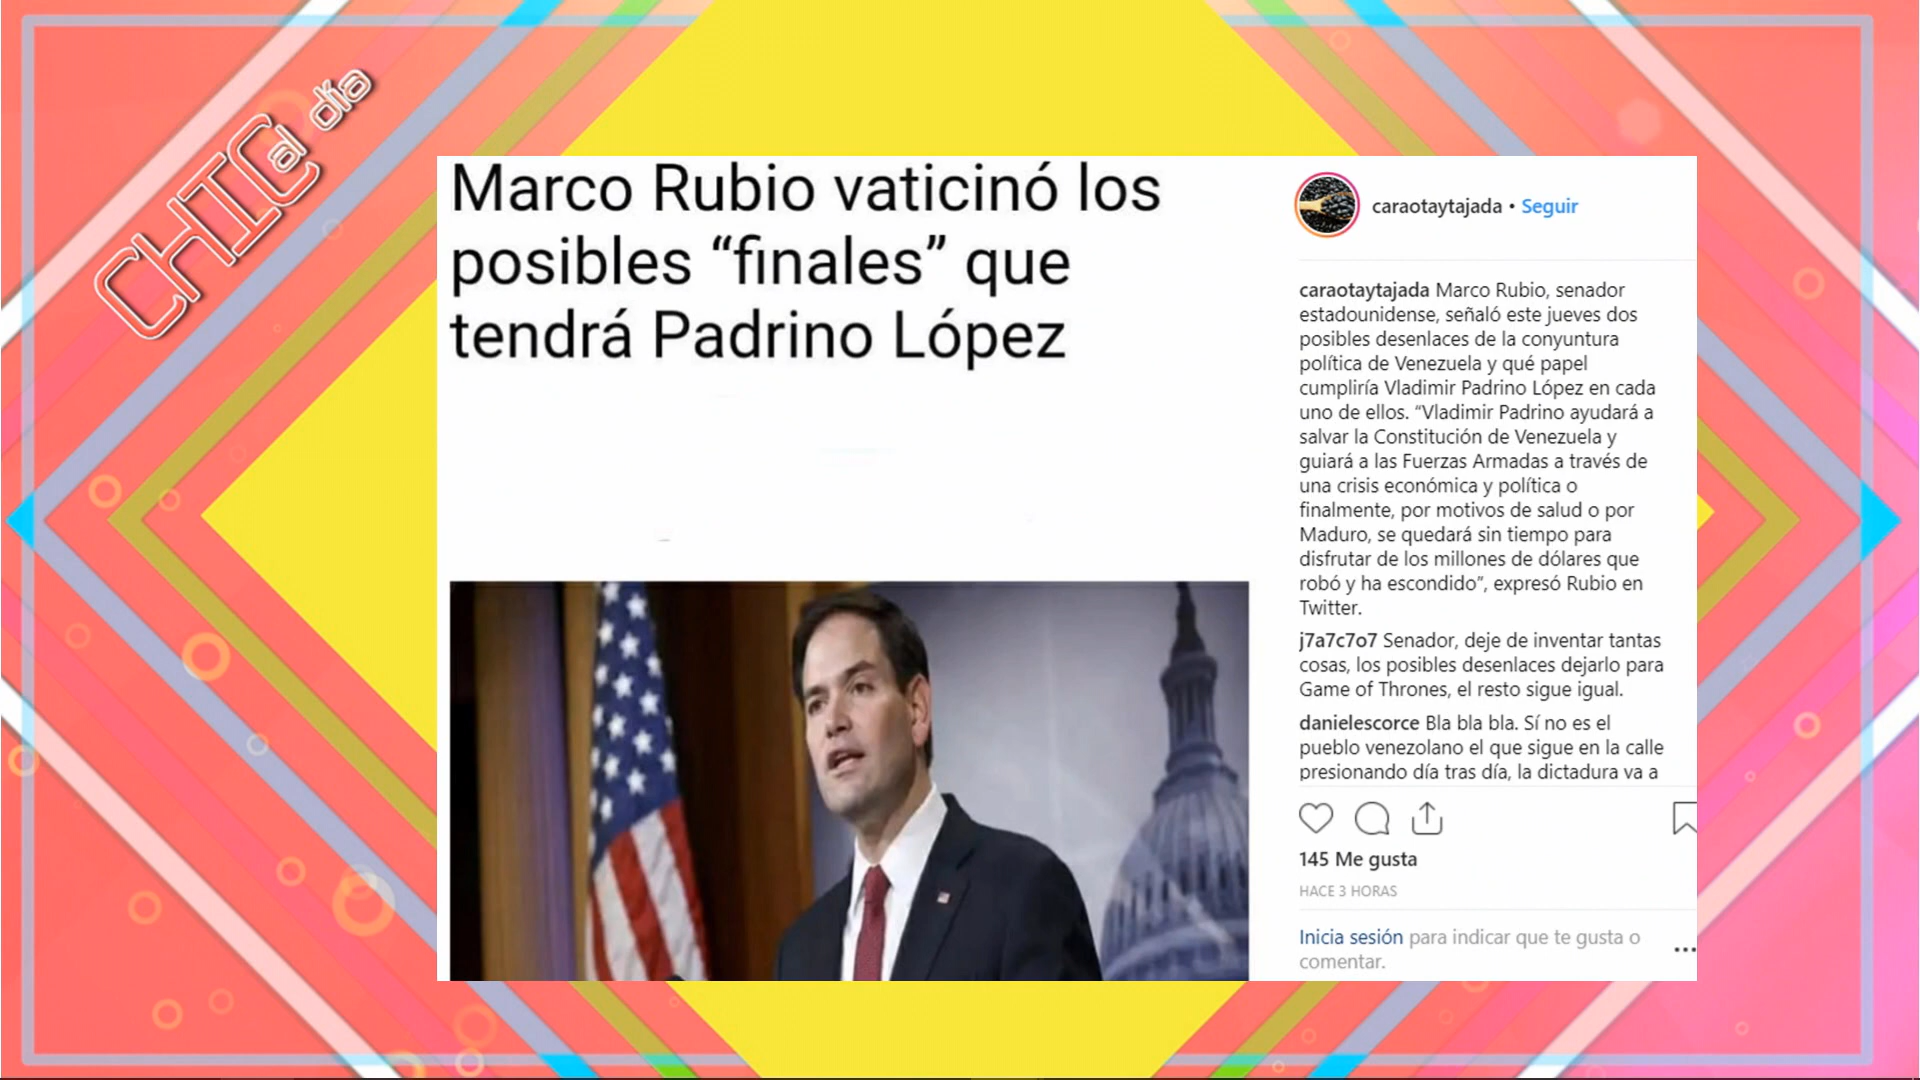 CHIC al día
Marco Rubio vaticinó los
posibles “finales” que
tendrá Padrino López
caraotaytajada • Seguir
caraotaytajada Marco Rubio, senador
estadounidense, señaló este jueves dos
posibles desenlaces de la conyuntura
política de Venezuela y qué papel
cumpliría Vladimir Padrino López en cada
uno de ellos. “Vladimir Padrino ayudará a
salvar la Constitución de Venezuela y
guiará a las Fuerzas Armadas a través de
una crisis económica y política o
finalmente, por motivos de salud o por
Maduro, se quedará sin tiempo para
disfrutar de los millones de dólares que
robó y ha escondido”, expresó Rubio en
Twitter.
j7a7c7o7 Senador, deje de inventar tantas
cosas, los posibles desenlaces dejarlo para
Game of Thrones, el resto sigue igual.
danielescorce Bla bla bla. Sí no es el
pueblo venezolano el que sigue en la calle
presionando día tras día, la dictadura va a
145 Me gusta
HACE 3 HORAS
Inicia sesión para indicar que te gusta o
comentar.